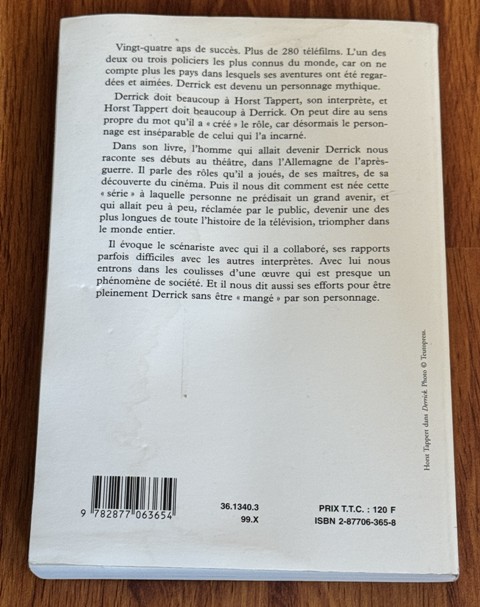 Vingt-quatre ans de succès. Plus de 280 téléfilms. L'un des
deux ou trois policiers les plus connus du monde, car on ne
compte plus les pays dans lesquels ses aventures ont été regar-
dées et aimées. Derrick est devenu un personnage mythique.
Derrick doit beaucoup à Horst Tappert, son interprète, et
Horst Tappert doit beaucoup à Derrick. On peut dire au sens
propre du mot qu'il a « créé » le rôle, car désormais le person-
nage est inséparable de celui qui l'a incarné.
Dans son livre, l'homme qui allait devenir Derrick nous
raconte ses débuts au théâtre, dans l'Allemagne de l'après-
guerre. Il parle des rôles qu'il a joués, de ses maîtres, de sa
découverte du cinéma. Puis il nous dit comment est née cette
« série » à laquelle personne ne prédisait un grand avenir, et
qui allait peu à peu, réclamée par le public, devenir une des
plus longues de toute l'histoire de la télévision, triompher dans
le monde entier.
Il évoque le scénariste avec qui il a collaboré, ses rapports
parfois difficiles avec les autres interprètes. Avec lui nous
entrons dans les coulisses d'une œuvre qui est presque un
phénomène de société. Et il nous dit aussi ses efforts pour être
pleinement Derrick sans être « mangé » par son personnage.
Horst Tappert dans Derrick. Photo © Transpress.
9 782877 063654
36.1340.3
99.X
PRIX T.T.C. : 120 F
ISBN 2-87706-365-8